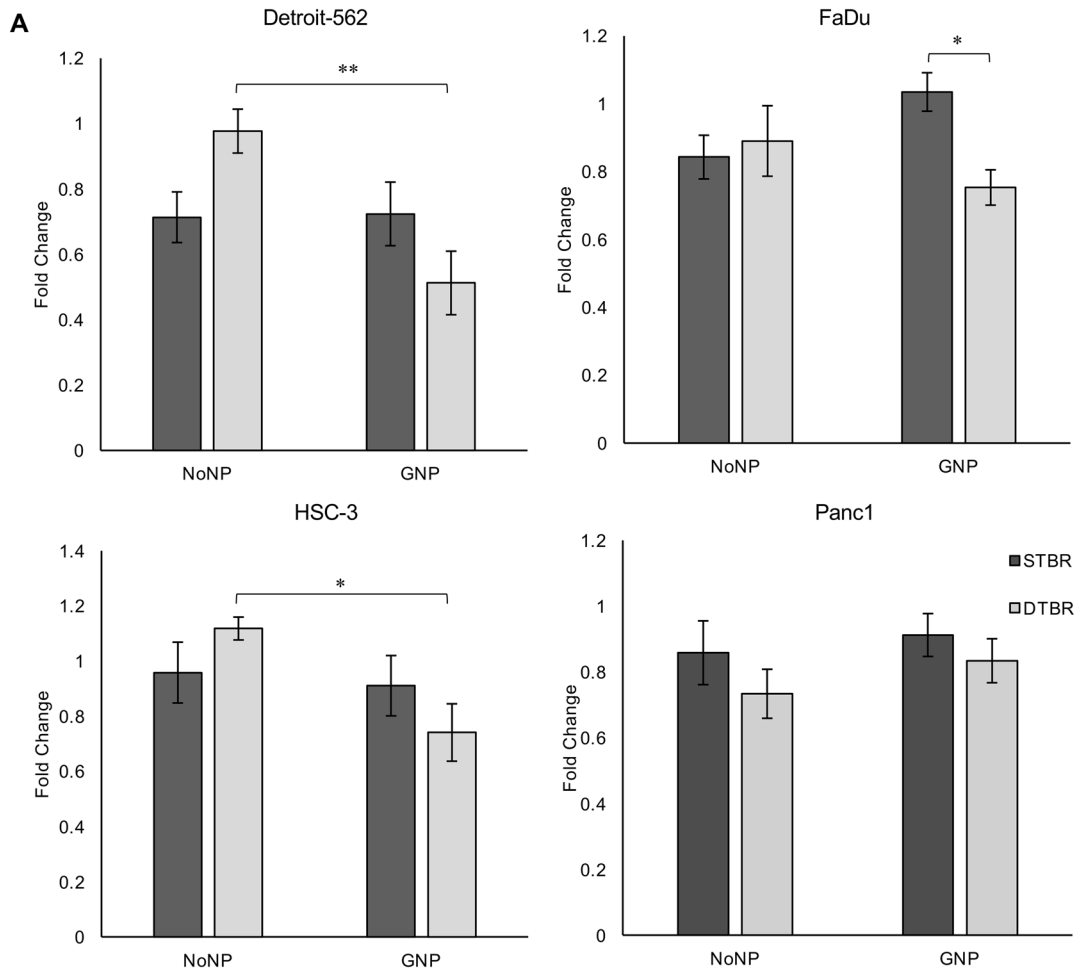 A
Detroit-562
**
Fold Change
1.2
1
0.8
0.6
0.4
0.2
0
NoNP
GNP
FaDu
*
Fold Change
1.2
1
0.8
0.6
0.4
0.2
0
NoNP
GNP
HSC-3
*
Fold Change
1.4
1.2
1
0.8
0.6
0.4
0.2
0
NoNP
GNP
Panc1
Fold Change
1.2
1
0.8
0.6
0.4
0.2
0
NoNP
GNP
STBR
DTBR